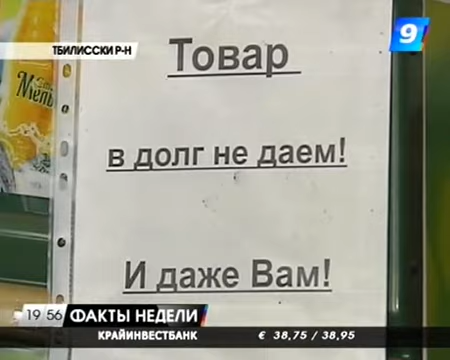 ТБИЛИССКИ Р-Н
9
Товар
в долг не даем!
И даже Вам!
19 56 ФАКТЫ НЕДЕЛИ
КРАЙИНВЕСТБАНК € 38,75 / 38,95